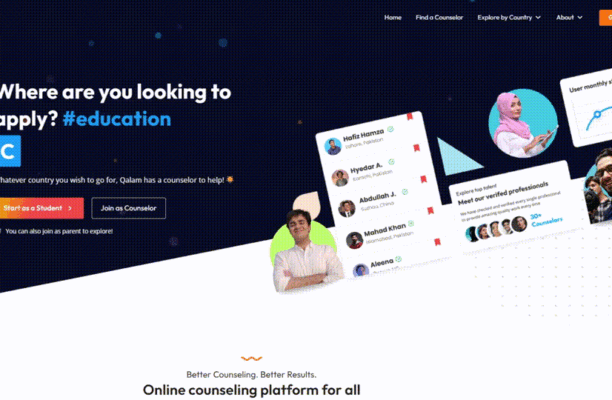 Home Find a Counselor Explore by Country About
Where are you looking to
apply? #education
C
Whatever country you wish to go for, Qalam has a counselor to help!
Start as a Student > Join as Counselor
You can also join as parent to explore!
Hafiz Hamza
Lahore, Pakistan
Hyedar A.
Karachi, Pakistan
Abdullah J.
Mahad Khan
Islamabad, Pakistan
Aleena
User monthly
Explore top talent
Meet our verified professionals
We have checked and verified every single professional
to provide amazing quality work every time
30+
Counselors
Better Counseling. Better Results.
Online counseling platform for all